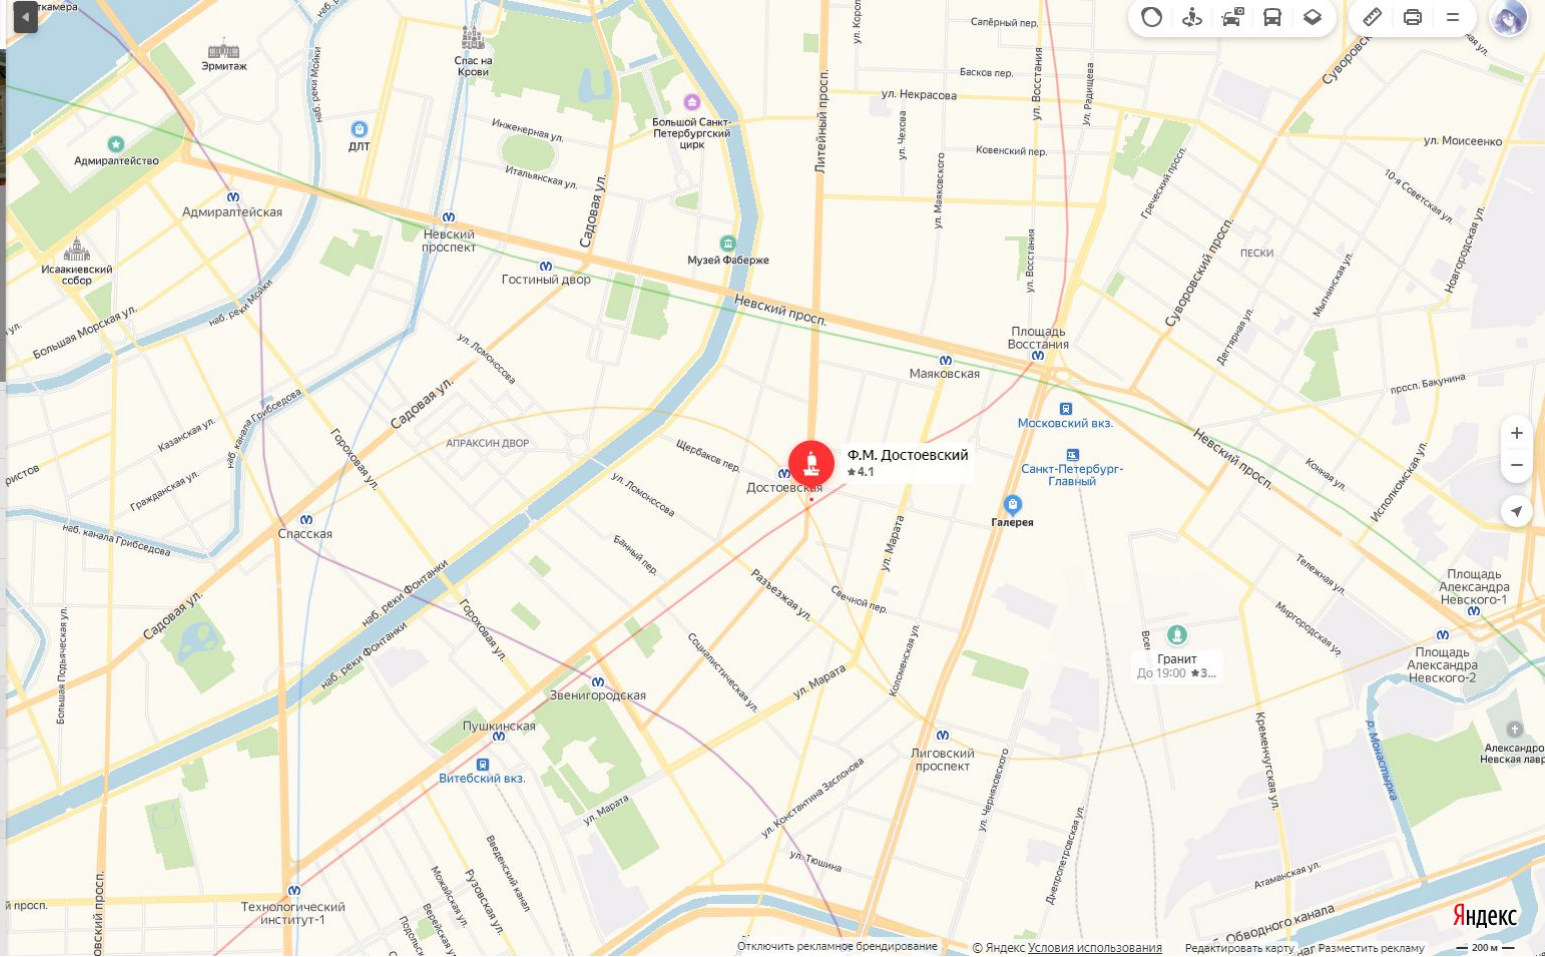 ткамера
Эрмитаж
Спас на
Крови
наб. реки Мойки
ДЛТ
Адмиралтейство
Адмиралтейская
Исаакиевский
собор
Большая Морская ул.
наб. реки Мойки
Невский
проспект
Гостиный двор
Инженерная ул.
Итальянская ул.
Садовая ул.
Большой Санкт-
Петербургский
цирк
Музей Фаберже
Невский просп.
Литейный просп.
Сапёрный пер.
Басков пер.
ул. Некрасова
ул. Чехова
ул. Маяковского
Ковенский пер.
ул. Восстания
ул. Радищева
ул. Восстания
Греческий просп.
Суворовский просп.
ул. Моисеенко
10-я Советская ул.
Новгородская ул.
ПЕСКИ
Мытнинская ул.
Дегтярная ул.
Площадь
Восстания
Маяковская
Московский вкз.
Санкт-Петербург-
Главный
Галерея
просп. Бакунина
Невский просп.
Конная ул.
Исполкомская ул.
ул. Ломоносова
Садовая ул.
АПРАКСИН ДВОР
Казанская ул.
наб. канала Грибоедова
Гражданская ул.
Гороховая ул.
Щербаков пер.
Ф.М. Достоевский
4.1
Достоевская
ул. Ломоносова
Спасская
наб. канала Грибоедова
Банный пер.
ул. Марата
Разъезжая ул.
Свечной пер.
наб. реки Фонтанки
наб. реки Фонтанки
Садовая ул.
Большая Подьяческая ул.
Гороховая ул.
Социалистическая ул.
ул. Марата
Коломенская ул.
Звенигородская
Пушкинская
Витебский вкз.
Лиговский
проспект
Гранит
До 19:00 3...
Тележная ул.
Миргородская ул.
Площадь
Александра
Невского-1
Площадь
Александра
Невского-2
Кременчугская ул.
р. Монастырка
Александро
Невская лавр
ул. Марата
ул. Константина Заслонова
ул. Черняховского
ул. Тюшина
Днепропетровская ул.
Атаманская ул.
Обводного канала
Введенский канал
Рузовская ул.
Можайская ул.
Верейская ул.
Подольс
Технологический
институт-1
й просп.
овский просп.
Яндекс
Отключить рекламное брендирование
© Яндекс Условия использования
Редактировать карту
Разместить рекламу
200 м